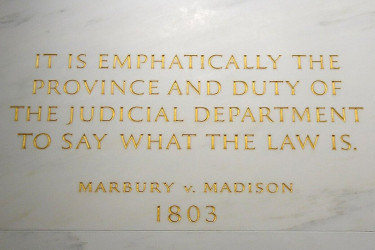 IT IS EMPHATICALLY THE
PROVINCE AND DUTY OF
THE JUDICIAL DEPARTMENT
TO SAY WHAT THE LAW IS.
MARBURY v. MADISON
1803